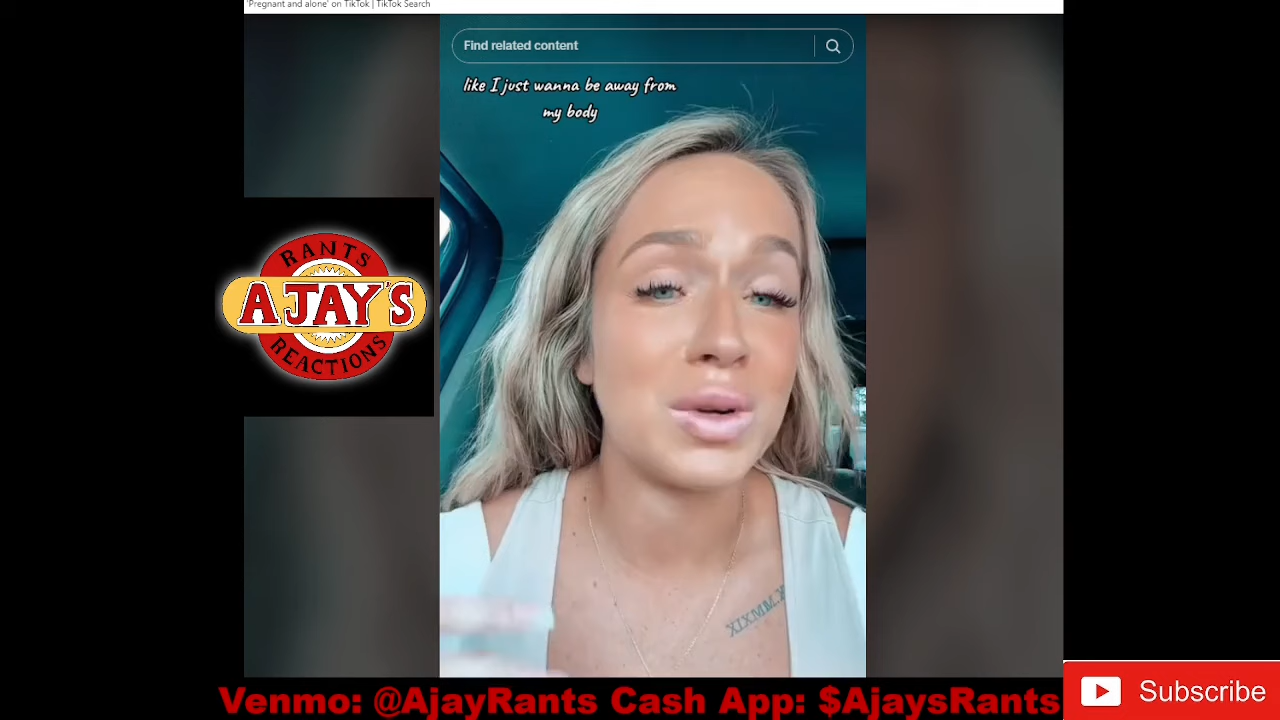 'Pregnant and alone' on TikTok | TikTok Search
Find related content
like I just wanna be away from
my body
RANTS
AJAY'S
REACTIONS
Venmo: @AjayRants Cash App: $AjaysRants
Subscribe